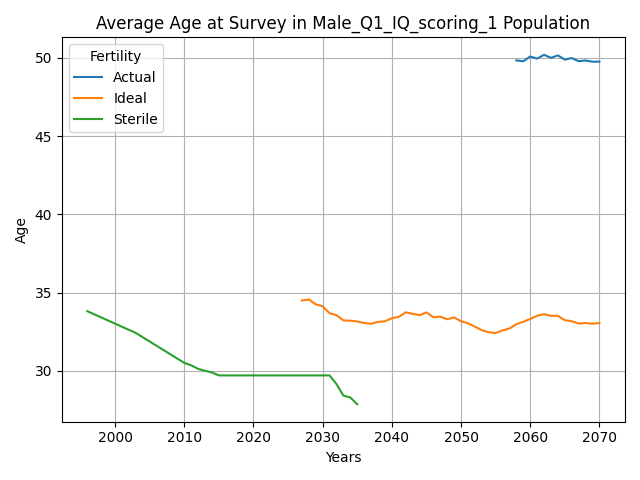 Average Age at Survey in Male_Q1_IQ_scoring_1 Population
Fertility
Actual
Ideal
Sterile
50
45
40
35
30
Age
2000 2010 2020 2030 2040 2050 2060 2070
Years